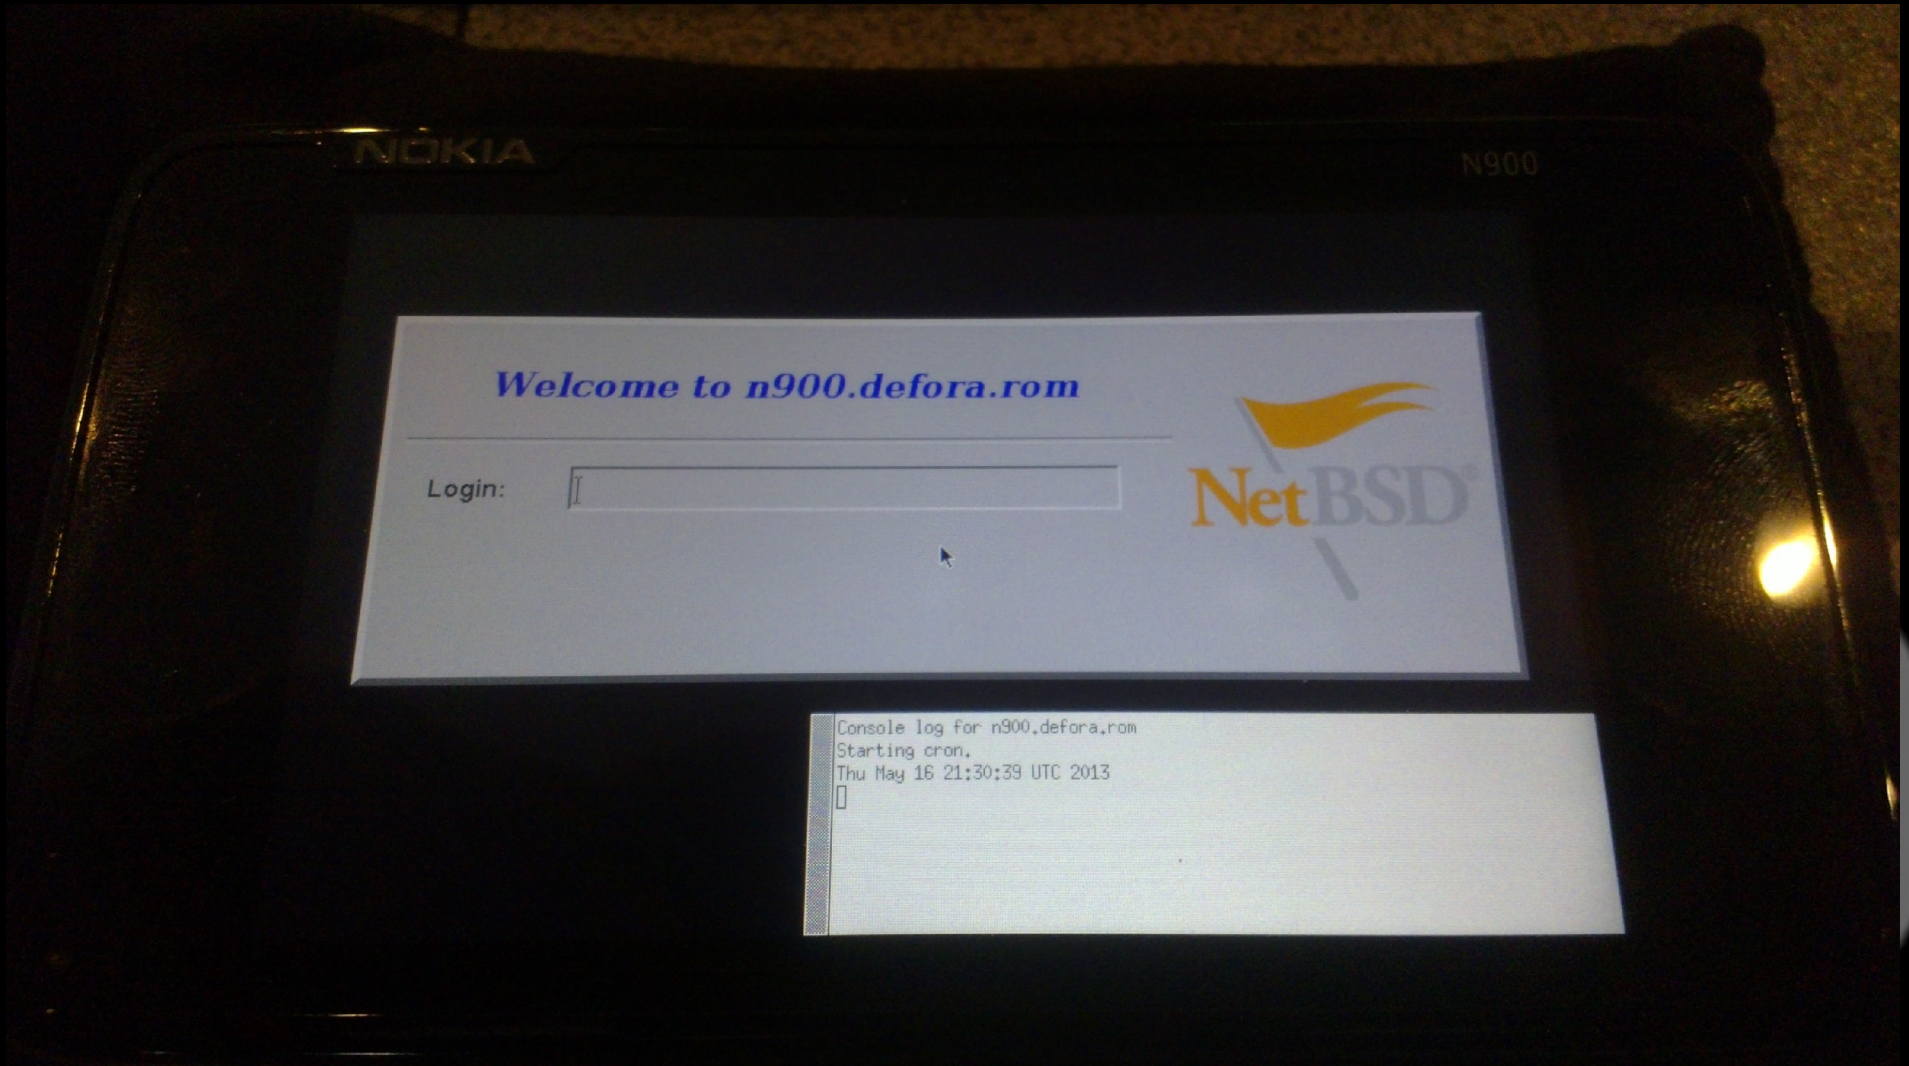 NOKIA
N900
Welcome to n900.defora.rom
Login:
NetBSD®
Console log for n900.defora.rom
Starting cron.
Thu May 16 21:30:39 UTC 2013